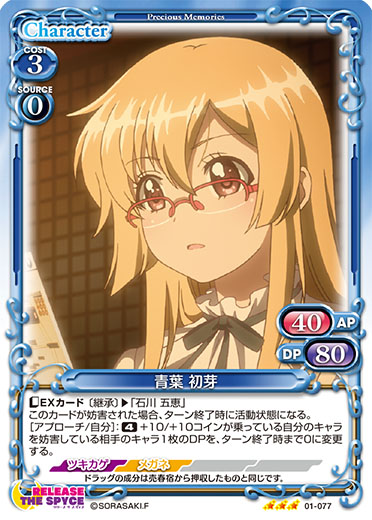 Precious Memories
Character
COST
3
SOURCE
0
40 AP
DP 80
青葉 初芽
EXカード〔継承〕▶「石川 五恵」
このカードが妨害された場合、ターン終了時に活動状態になる。
［アプローチ/自分］：4 +10/+10コインが乗っている自分のキャラ
を妨害している相手のキャラ1枚のDPを、ターン終了時まで0に変更
する。
ツキカゲ メガネ
ドラッグの成分は売春宿から押収したものと同じです。
RELEASE
THE SPYCE
©SORASAKI.F
01-077